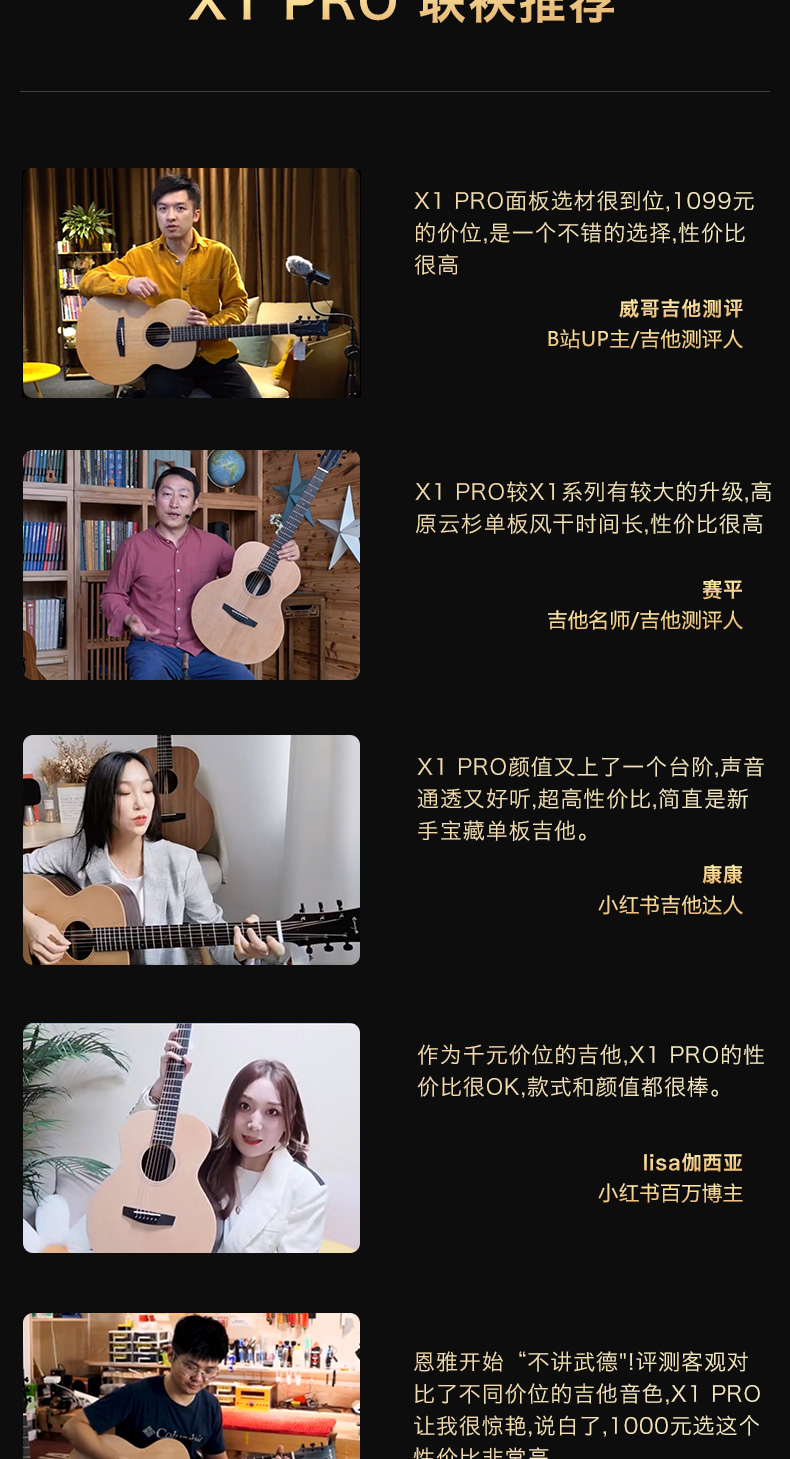 X1 PRO 联袂推荐
X1 PRO面板选材很到位,1099元
的价位,是一个不错的选择,性价比
很高
威哥吉他测评
B站UP主/吉他测评人
X1 PRO较X1系列有较大的升级,高
原云杉单板风干时间长,性价比很高
赛平
吉他名师/吉他测评人
X1 PRO颜值又上了一个台阶,声音
通透又好听,超高性价比,简直是新
手宝藏单板吉他。
康康
小红书吉他达人
作为千元价位的吉他,X1 PRO的性
价比很OK,款式和颜值都很棒。
lisa伽西亚
小红书百万博主
恩雅开始“不讲武德"!评测客观对
比了不同价位的吉他音色,X1 PRO
让我很惊艳,说白了,1000元选这个
性价比非常高
Columbia